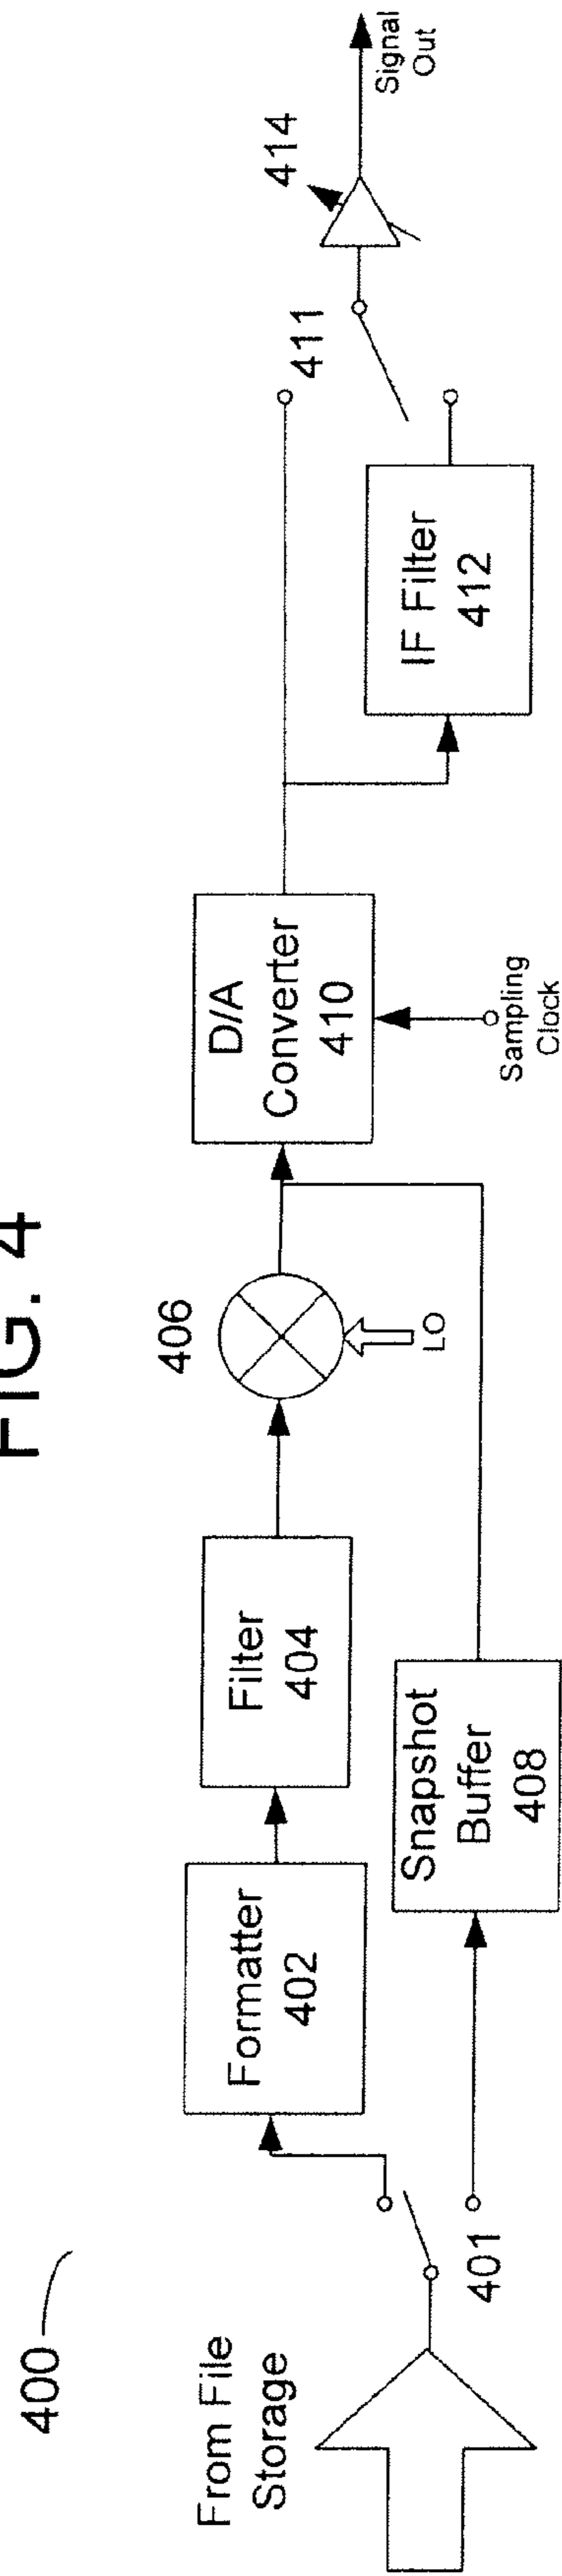 FIG. 4
400
From File
Storage
401
Formatter
402
Filter
404
406
LO
Snapshot
Buffer
408
D/A
Converter
410
Sampling
Clock
411
IF Filter
412
414
Signal
Out